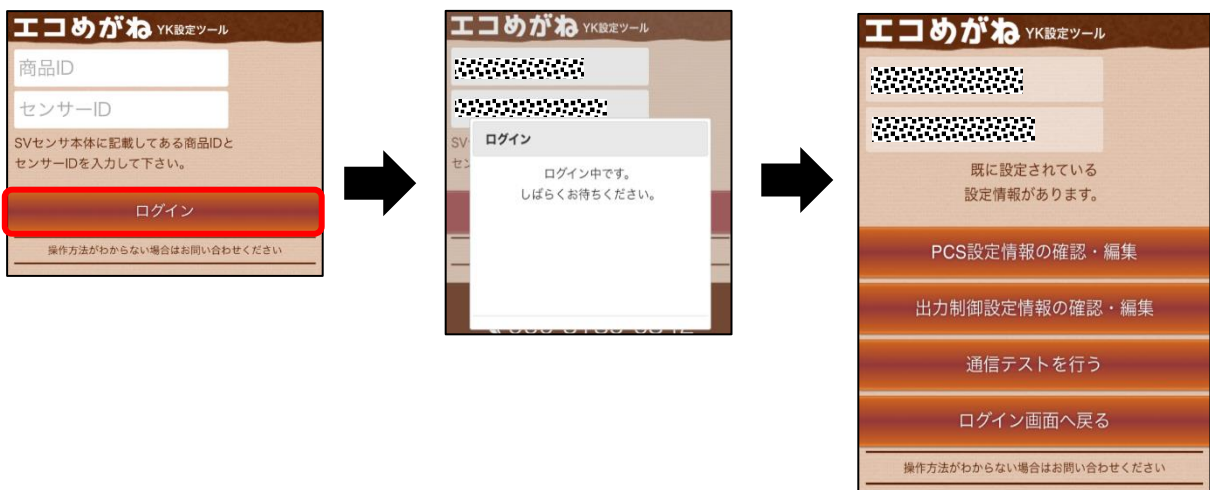 エコめがね YK設定ツール
商品ID
センサーID
SVセンサ本体に記載してある商品IDと
センサーIDを入力して下さい。
ログイン
操作方法がわからない場合はお問い合わせください
エコめがね YK設定ツール
SV
セン
ログイン
ログイン中です。
しばらくお待ちください。
エコめがね YK設定ツール
既に設定されている
設定情報があります。
PCS設定情報の確認・編集
出力制御設定情報の確認・編集
通信テストを行う
ログイン画面へ戻る
操作方法がわからない場合はお問い合わせください